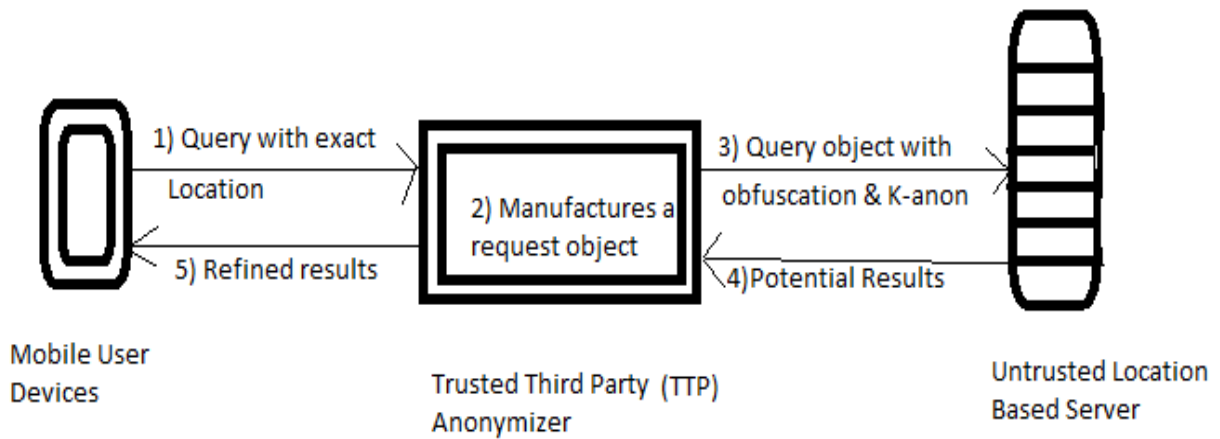 1) Query with exact
Location
2) Manufactures a
request object
3) Query object with
obfuscation & K-anon
4)Potential Results
5) Refined results
Mobile User
Devices
Trusted Third Party (TTP)
Anonymizer
Untrusted Location
Based Server